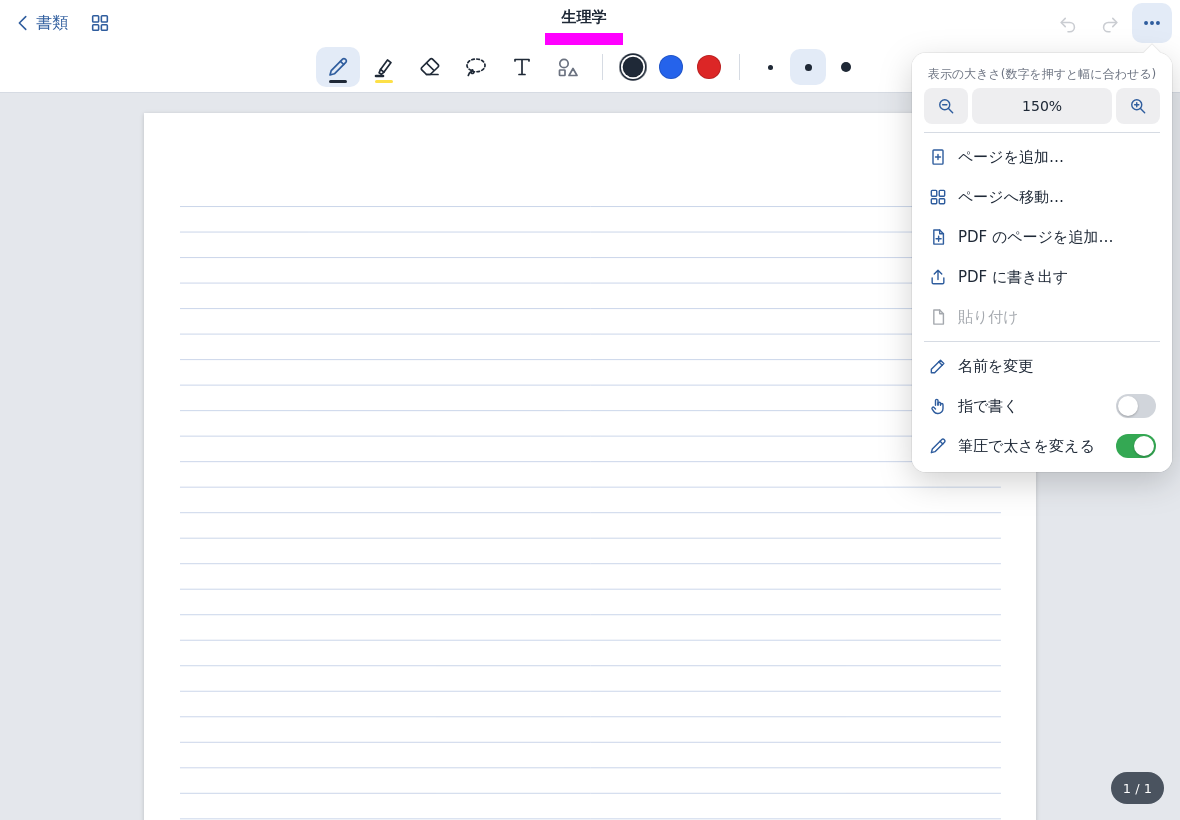 書類
生理学
表示の大きさ(数字を押すと幅に合わせる)
150%
ページを追加…
ページへ移動…
PDF のページを追加…
PDF に書き出す
貼り付け
名前を変更
指で書く
筆圧で太さを変える
1 / 1